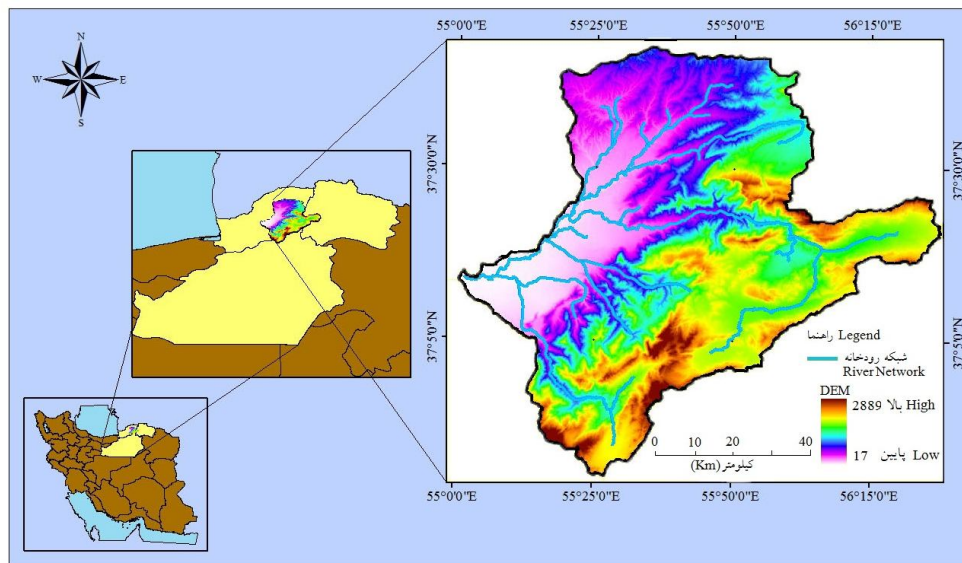 N
W E
S
55°0'0"E 55°25'0"E 55°50'0"E 56°15'0"E
37°30'0"N 37°30'0"N
37°5'0"N 37°5'0"N
راهنما Legend
شبکه رودخانه
River Network
DEM
2889 بالا High
17 پایین Low
0 10 20 40
کیلومتر (Km)
55°0'0"E 55°25'0"E 55°50'0"E 56°15'0"E